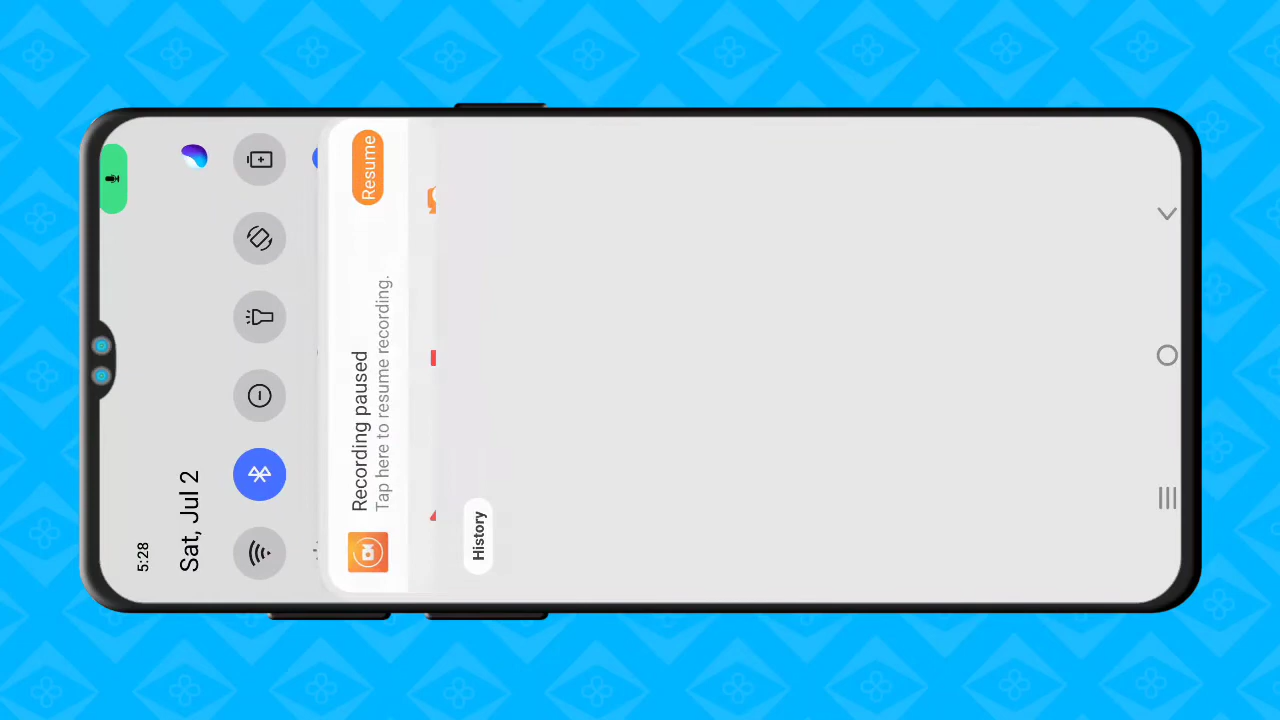 5:28
Sat, Jul 2
Recording paused
Tap here to resume recording.
Resume
History